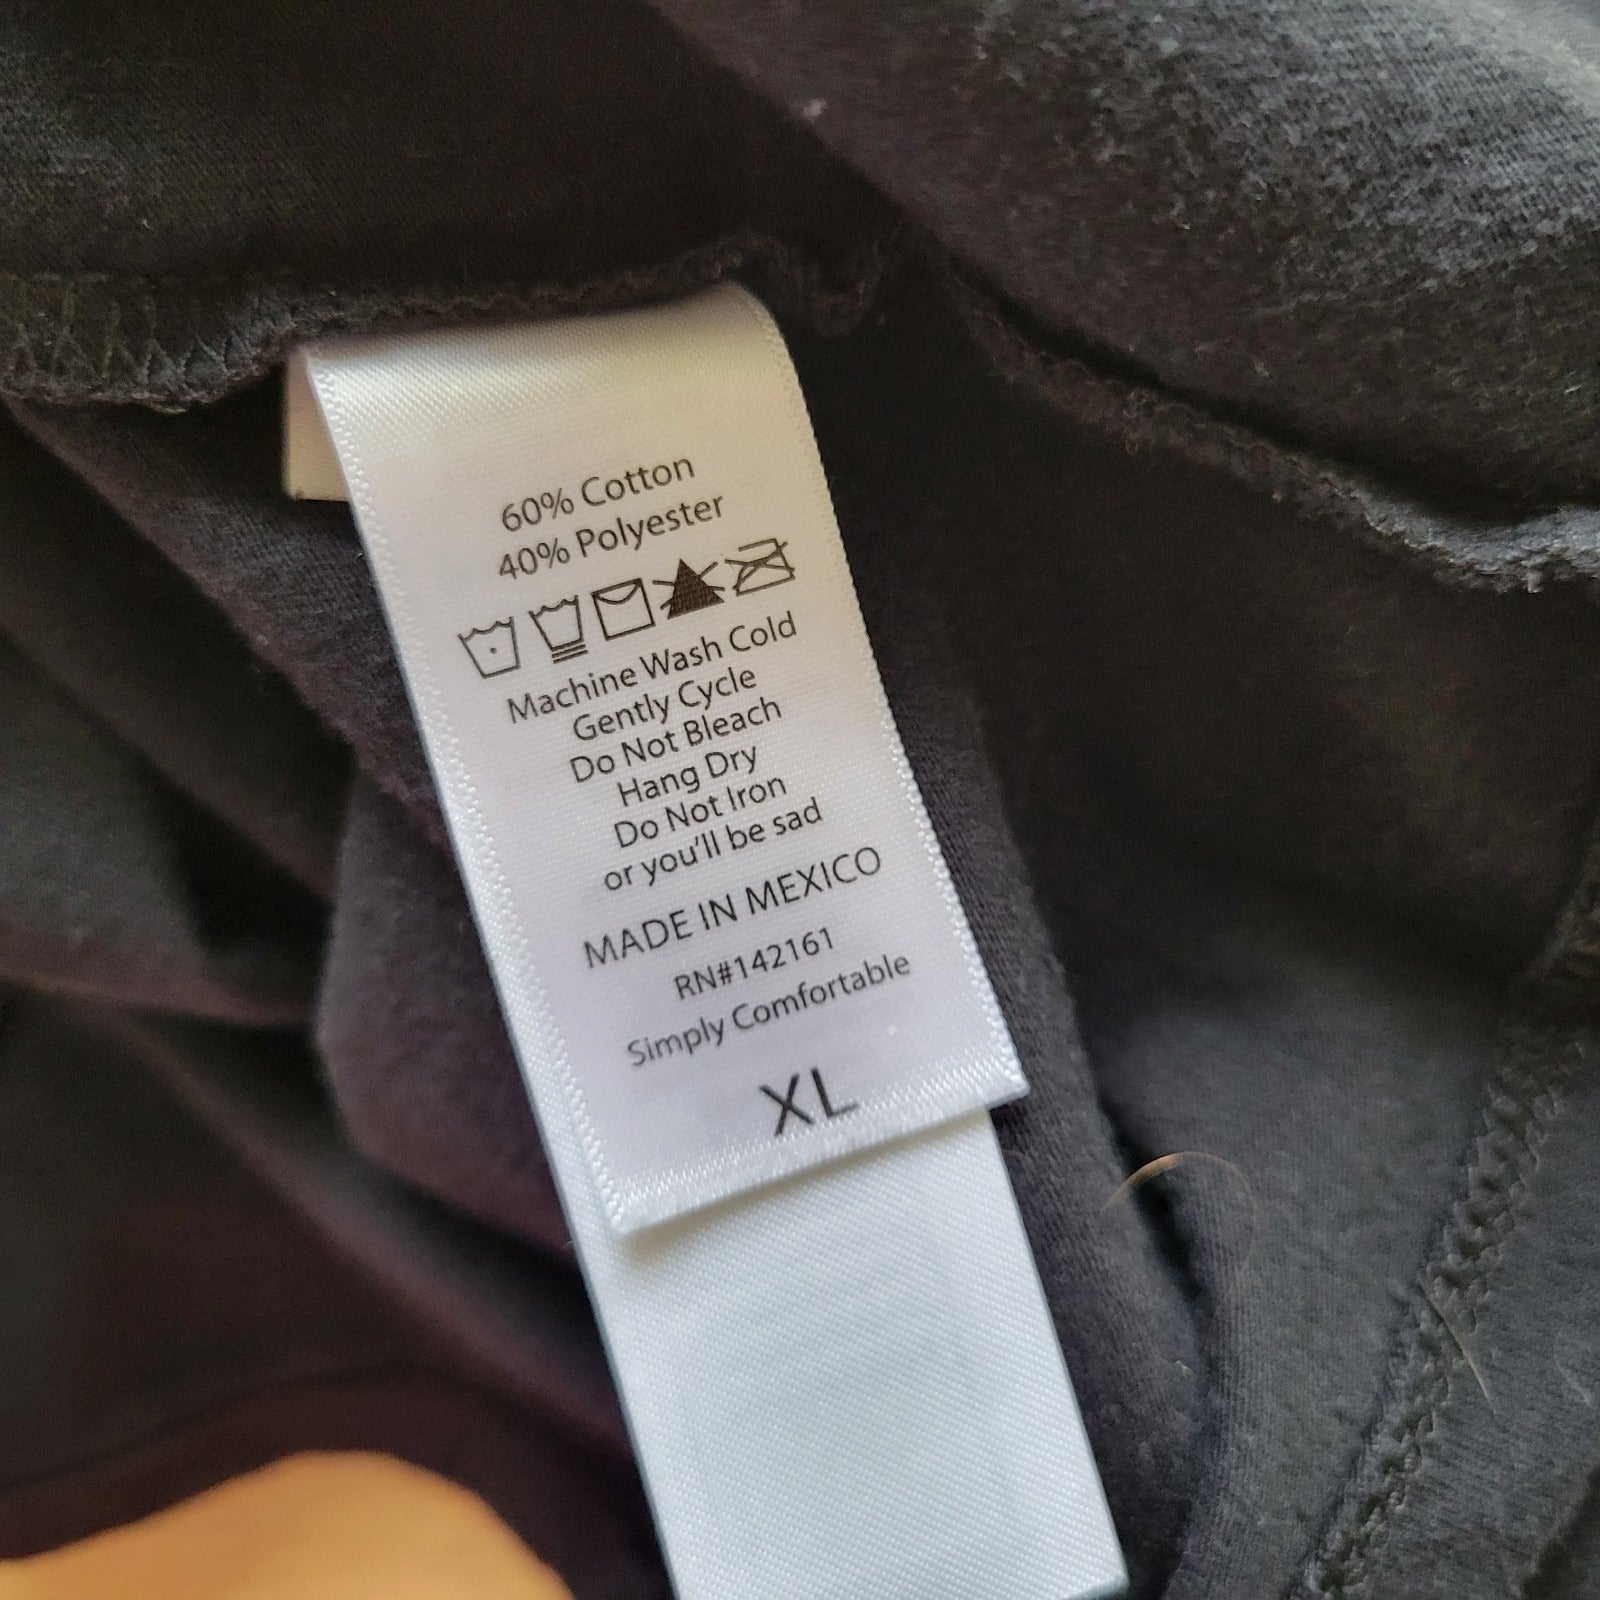 60% Cotton
40% Polyester
Machine Wash Cold
Gently Cycle
Do Not Bleach
Hang Dry
Do Not Iron
or you'll be sad
MADE IN MEXICO
RN#142161
Simply Comfortable
XL